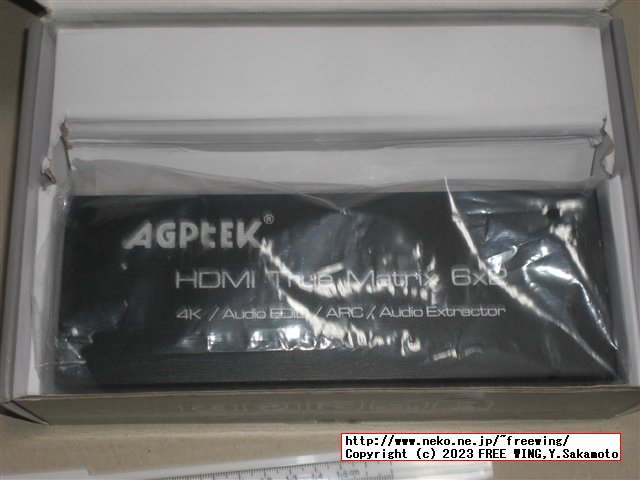 AGPtEK®
HDMI True Matrix 6x2
4K / Audio EDID / ARC / Audio Extractor
http://www.neko.ne.jp/~freewing/
Copyright (c) 2023 FREE WING,Y.Sakamoto